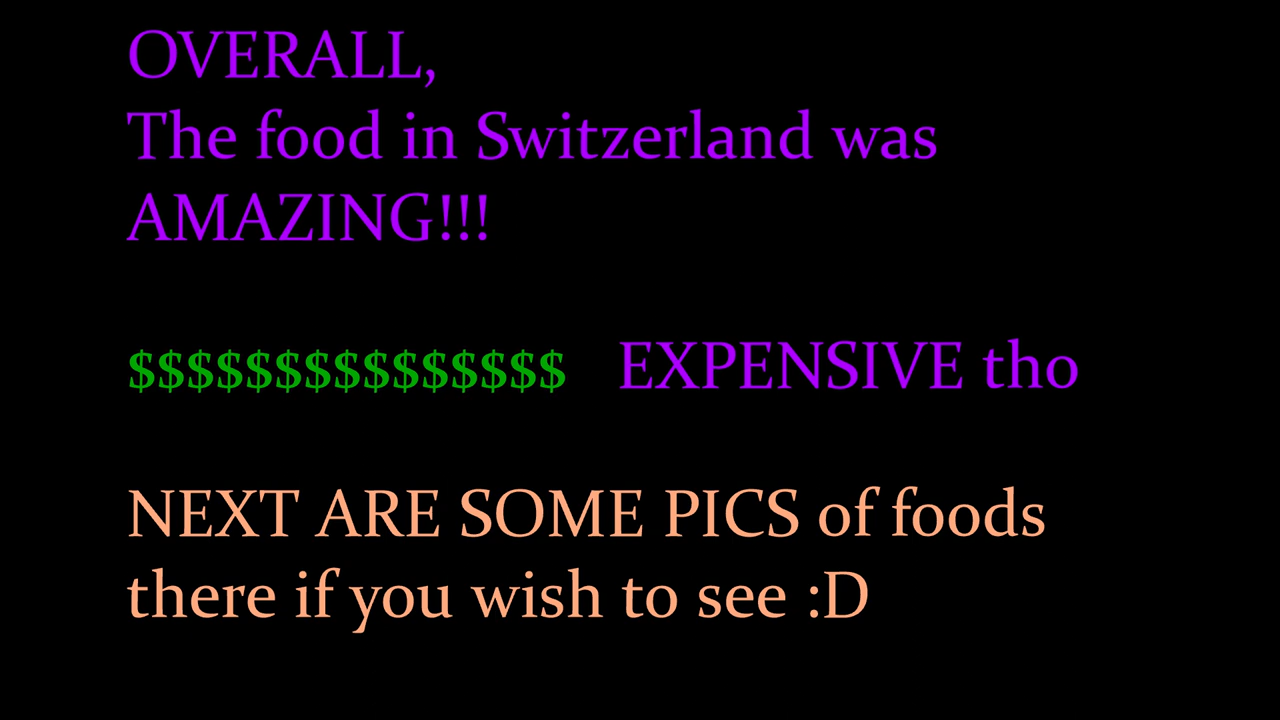 OVERALL,
The food in Switzerland was
AMAZING!!!
$$$$$$$$$$$$$$$ EXPENSIVE tho
NEXT ARE SOME PICS of foods
there if you wish to see :D